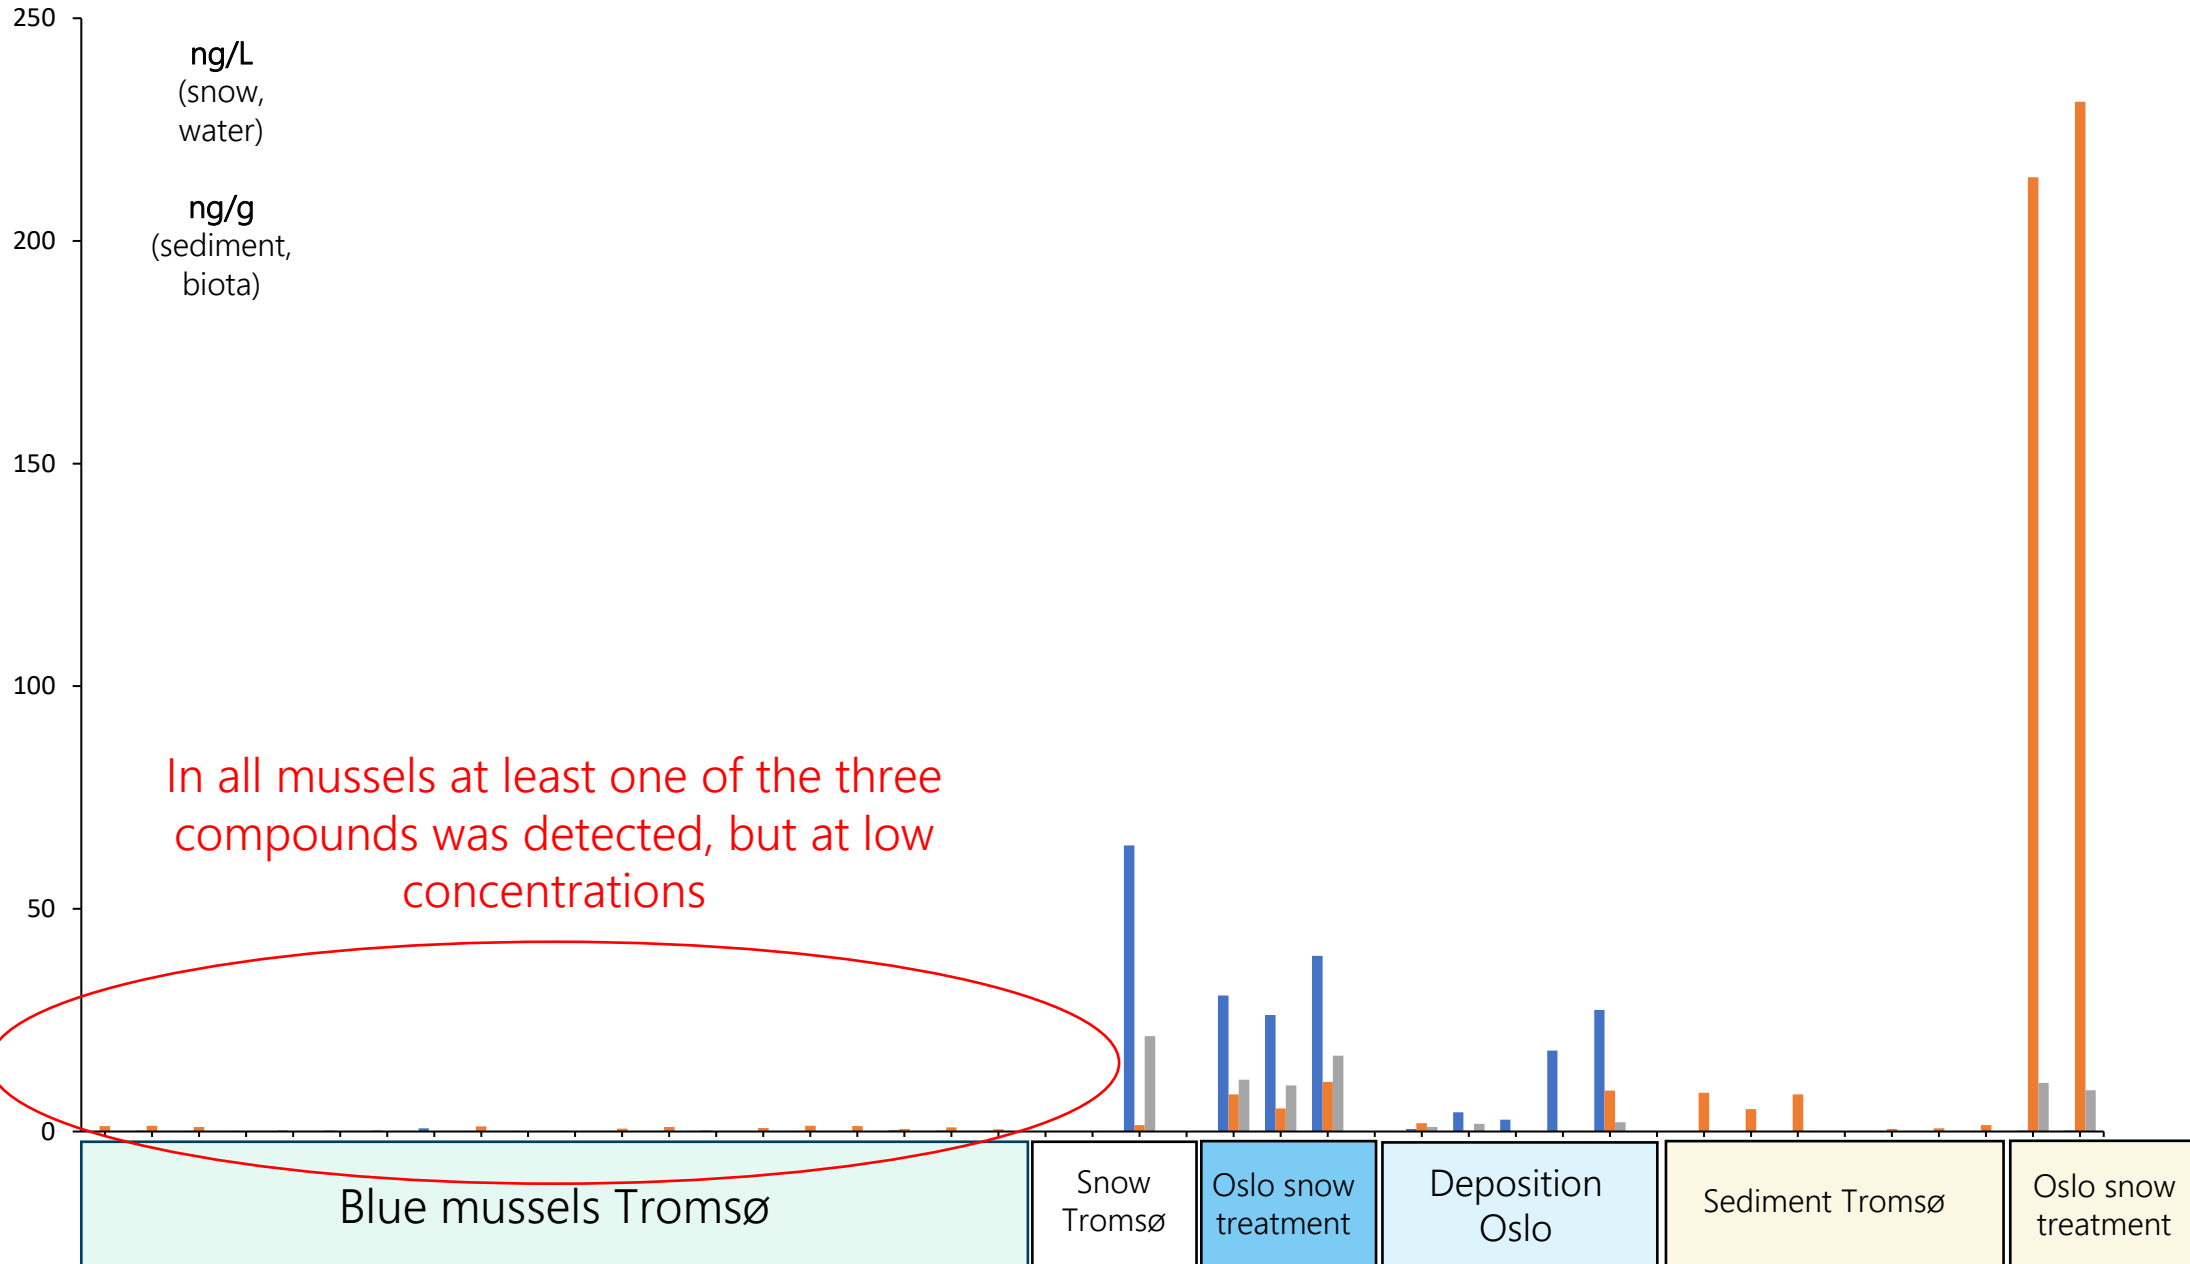 250
ng/L
(snow,
water)
ng/g
(sediment,
biota)
200
150
100
In all mussels at least one of the three
compounds was detected, but at low
concentrations
50
0
Blue mussels Tromsø
Snow
Tromsø
Oslo snow
treatment
Deposition
Oslo
Sediment Tromsø
Oslo snow
treatment